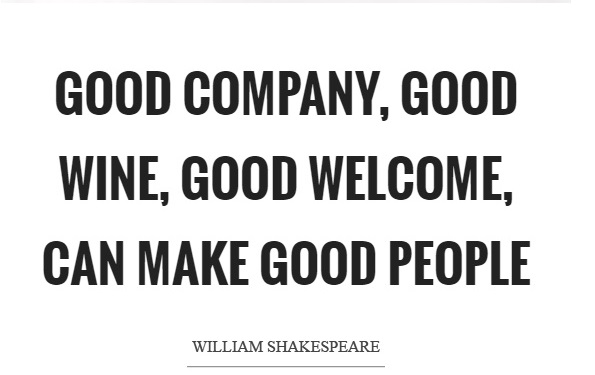 GOOD COMPANY, GOOD
WINE, GOOD WELCOME,
CAN MAKE GOOD PEOPLE
WILLIAM SHAKESPEARE